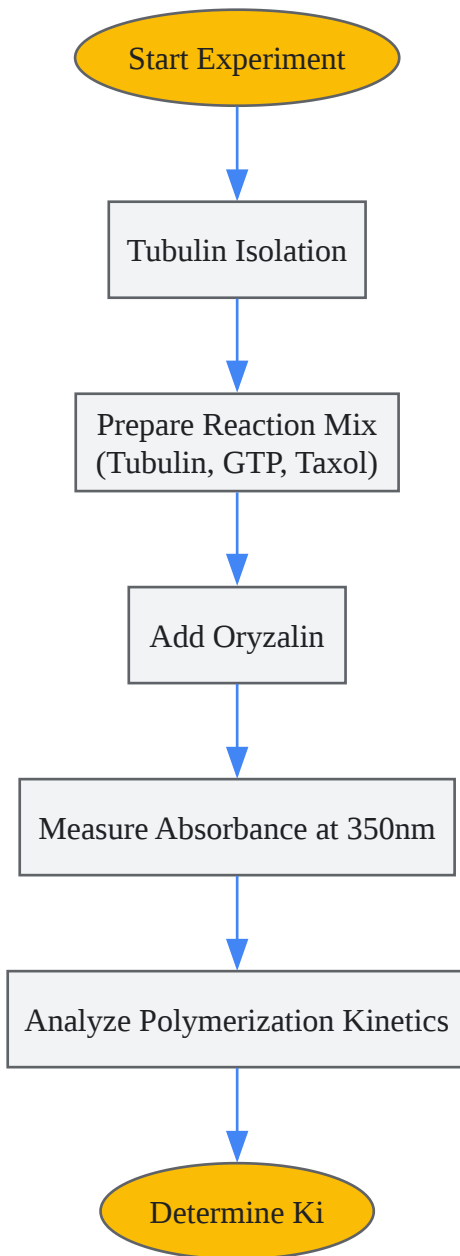 Start Experiment
Tubulin Isolation
Prepare Reaction Mix
(Tubulin, GTP, Taxol)
Add Oryzalin
Measure Absorbance at 350nm
Analyze Polymerization Kinetics
Determine Ki